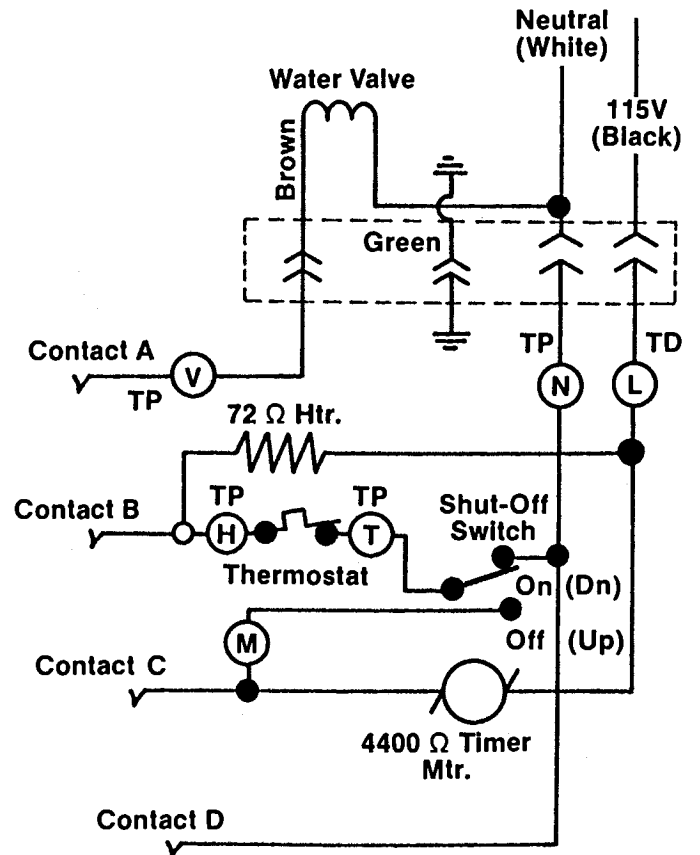 Neutral
(White)
Water Valve
115V
(Black)
Brown
Green
Contact A
TP
V
TP
TD
N
L
72 Ω Htr.
Contact B
TP
TP
H
T
Shut-Off
Switch
Thermostat
On (Dn)
Off (Up)
M
Contact C
4400 Ω Timer
Mtr.
Contact D